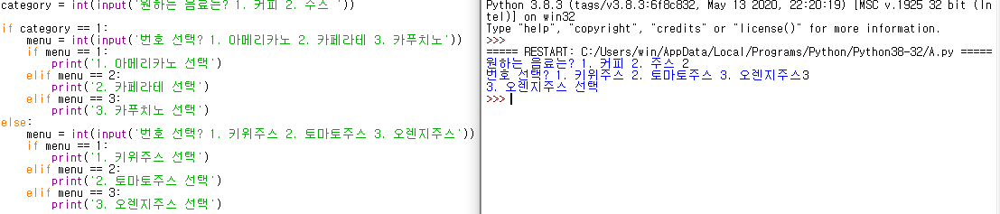 category = int(input('원하는 음료는? 1. 커피 2. 주스 '))
if category == 1:
    menu = int(input('번호 선택? 1. 아메리카노 2. 카페라테 3. 카푸치노'))
    if menu == 1:
        print('1. 아메리카노 선택')
    elif menu == 2:
        print('2. 카페라테 선택')
    elif menu == 3:
        print('3. 카푸치노 선택')
else:
    menu = int(input('번호 선택? 1. 키위주스 2. 토마토주스 3. 오렌지주스'))
    if menu == 1:
        print('1. 키위주스 선택')
    elif menu == 2:
        print('2. 토마토주스 선택')
    elif menu == 3:
        print('3. 오렌지주스 선택')
Python 3.8.3 (tags/v3.8.3:6f8c832, May 13 2020, 22:20:19) [MSC v.1925 32 bit (In
tel)] on win32
Type "help", "copyright", "credits" or "license()" for more information.
>>>
===== RESTART: C:/Users/win/AppData/Local/Programs/Python/Python38-32/A.py =====
원하는 음료는? 1. 커피 2. 주스 2
번호 선택? 1. 키위주스 2. 토마토주스 3. 오렌지주스3
3. 오렌지주스 선택
>>>